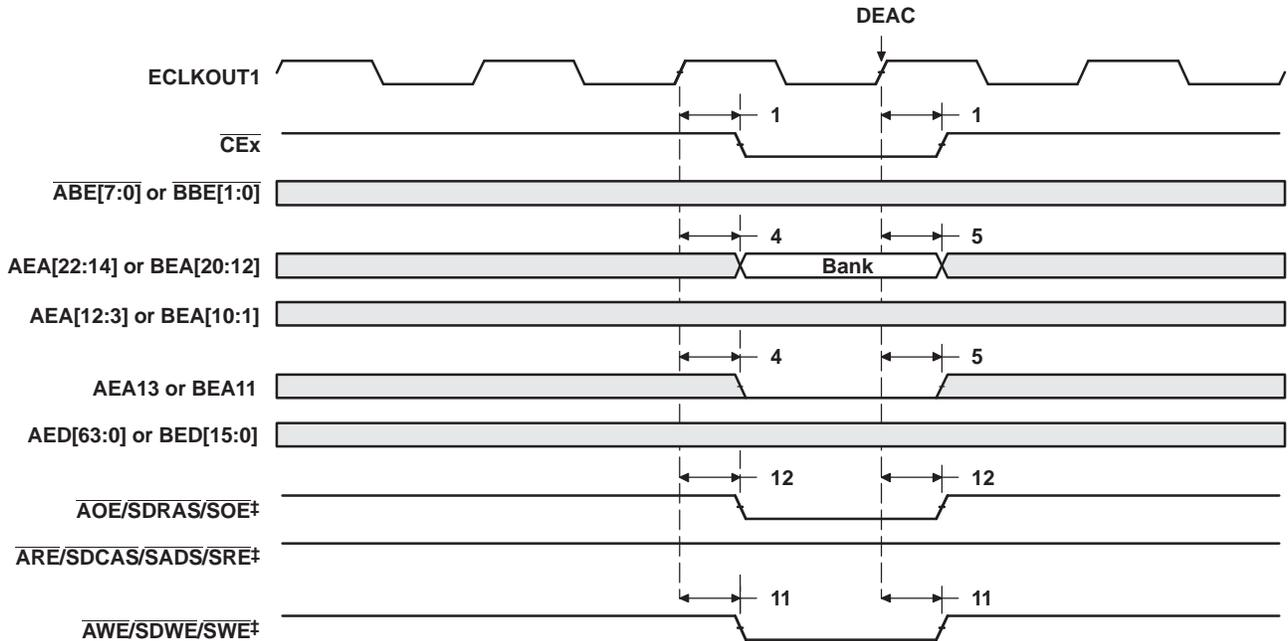 DEAC
ECLKOUT1
1 1
CEx
ABE[7:0] or BBE[1:0]
4 5
AEA[22:14] or BEA[20:12] Bank
AEA[12:3] or BEA[10:1]
4 5
AEA13 or BEA11
AED[63:0] or BED[15:0]
12 12
AOE/SDRAS/SOE‡
ARE/SDCAS/SADS/SRE‡
11 11
AWE/SDWE/SWE‡